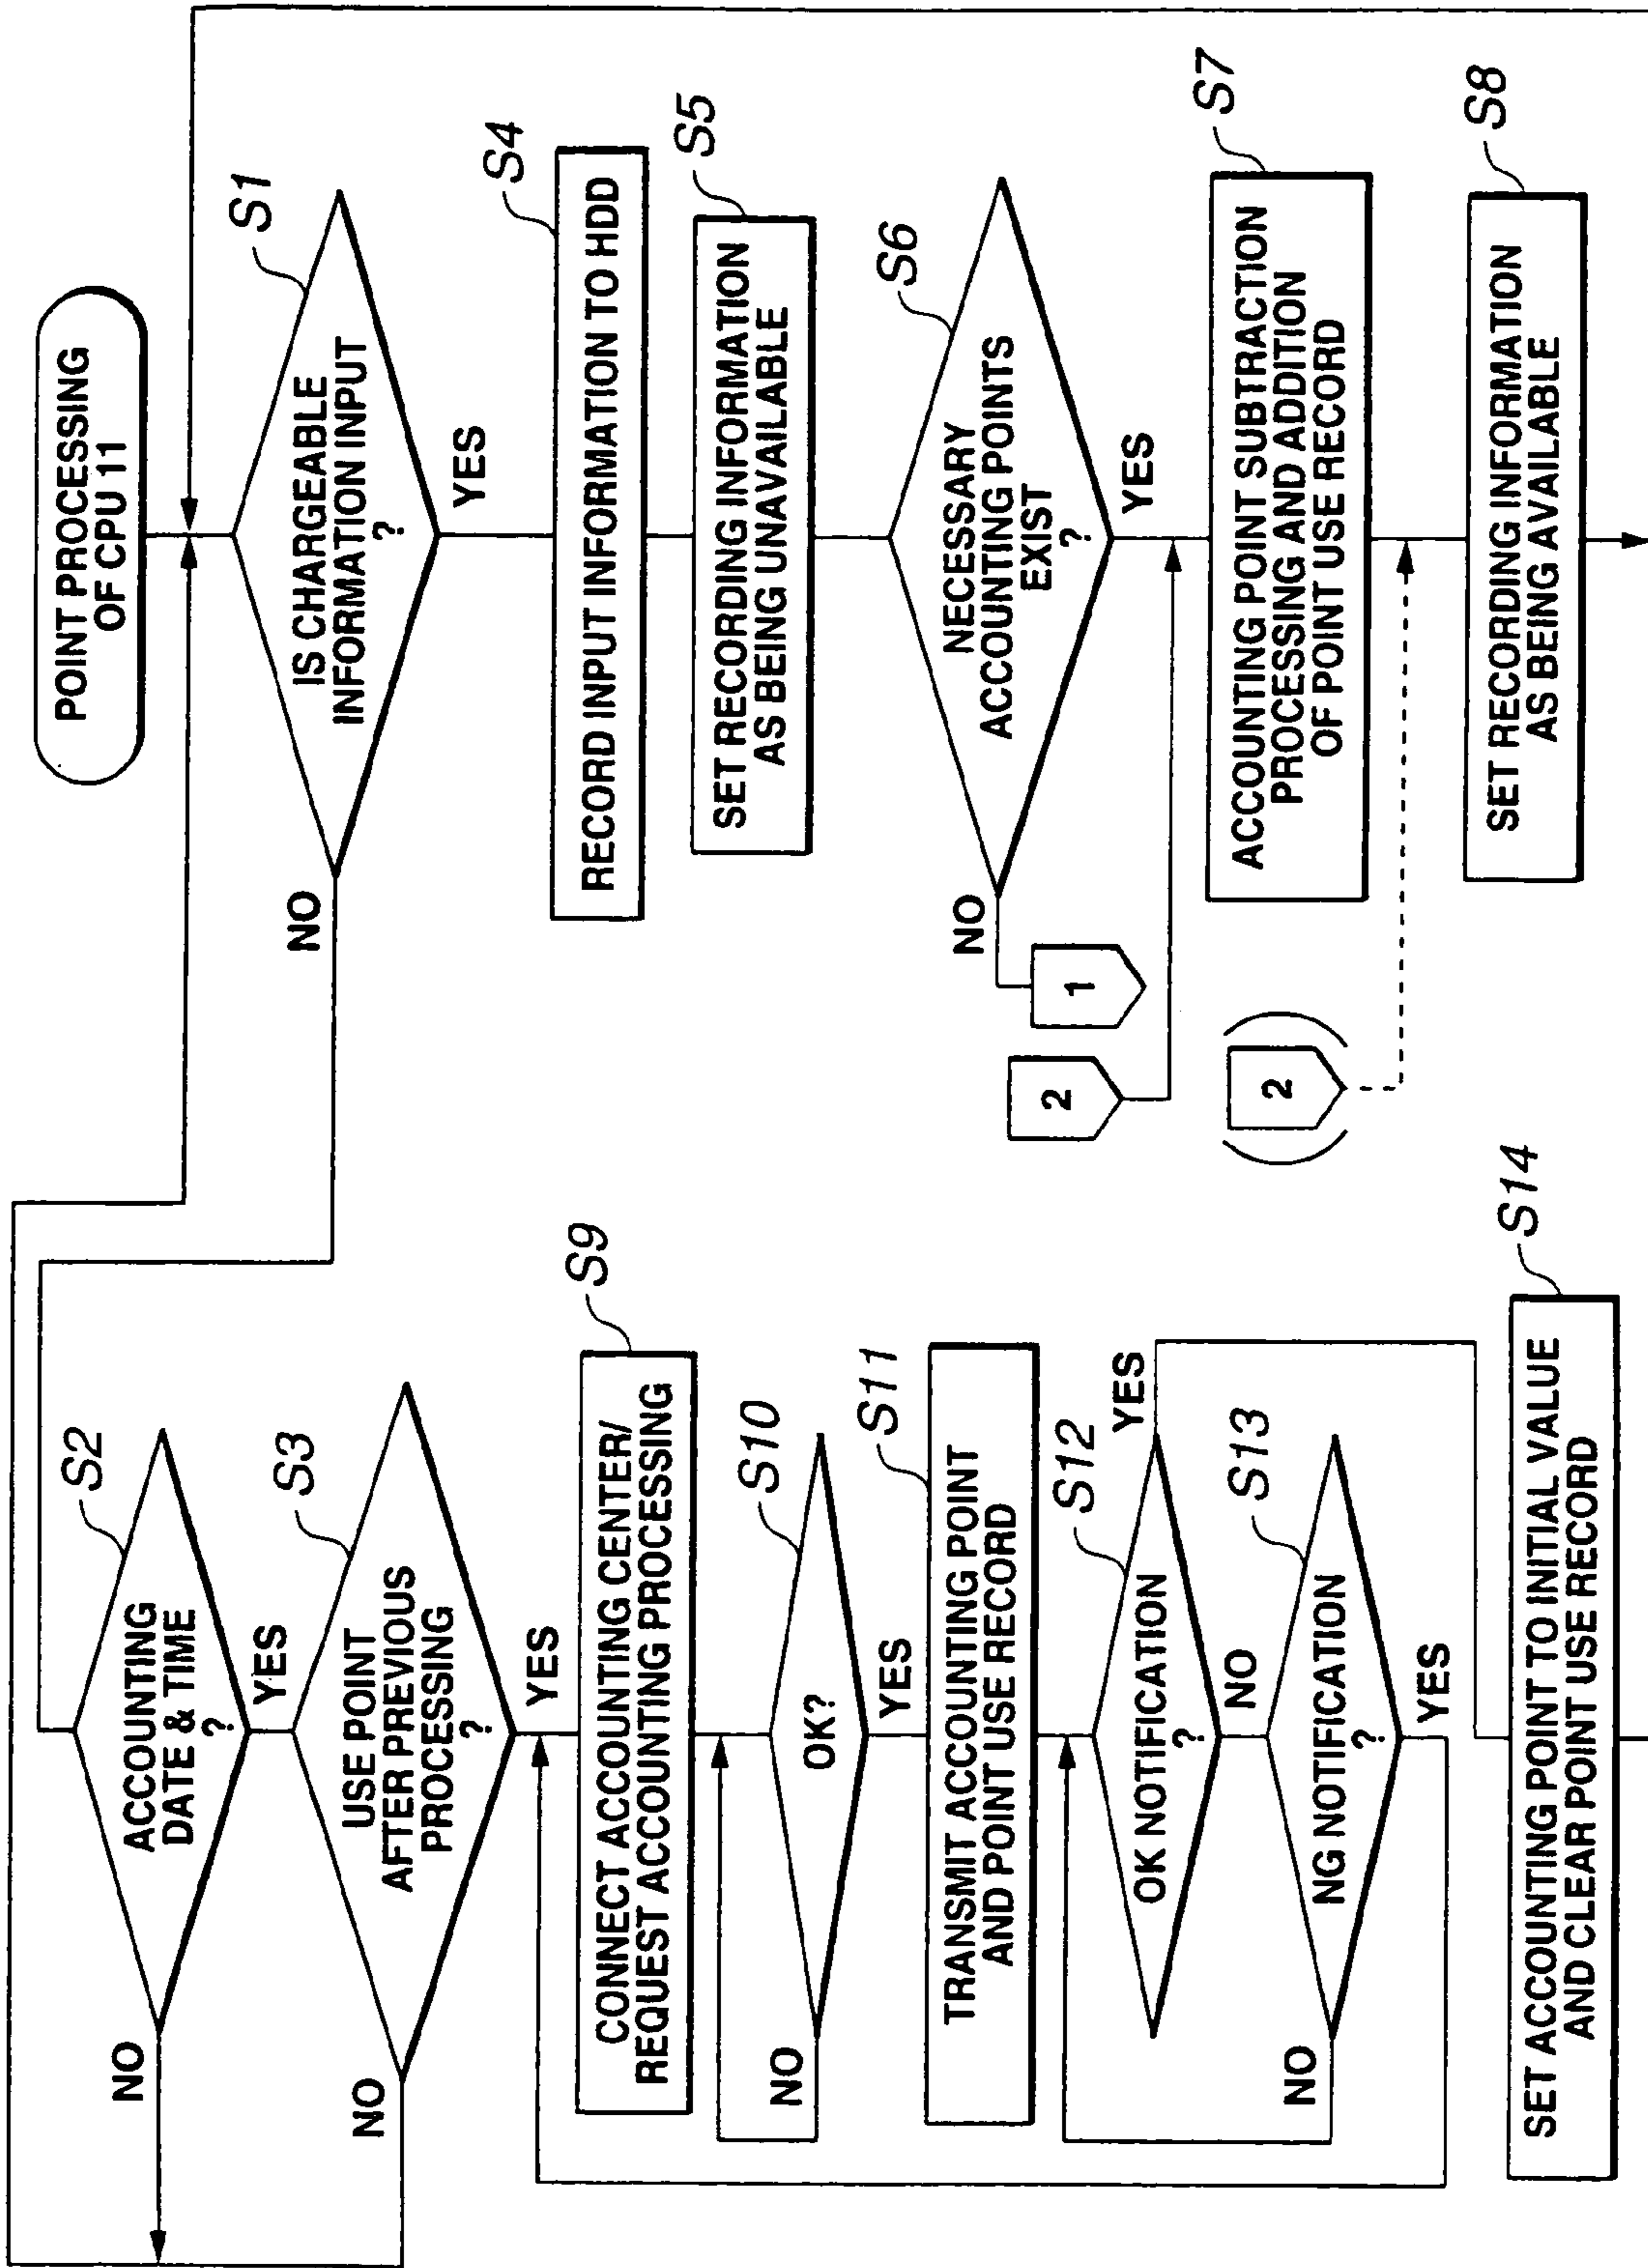 POINT PROCESSING
OF CPU 11
S1
IS CHARGEABLE
INFORMATION INPUT
?
NO
YES
S4
RECORD INPUT INFORMATION TO HDD
S5
SET RECORDING INFORMATION
AS BEING UNAVAILABLE
S6
NECESSARY
ACCOUNTING POINTS
EXIST
?
NO
YES
1
2
S7
ACCOUNTING POINT SUBTRACTION
PROCESSING AND ADDITION
OF POINT USE RECORD
(2)
S8
SET RECORDING INFORMATION
AS BEING AVAILABLE
S2
ACCOUNTING
DATE & TIME
?
NO
YES
S3
USE POINT
AFTER PREVIOUS
PROCESSING
?
NO
YES
S9
CONNECT ACCOUNTING CENTER/
REQUEST ACCOUNTING PROCESSING
S10
OK?
NO
YES
S11
TRANSMIT ACCOUNTING POINT
AND POINT USE RECORD
S12
OK NOTIFICATION
?
YES
NO
S13
NG NOTIFICATION
?
NO
YES
S14
SET ACCOUNTING POINT TO INITIAL VALUE
AND CLEAR POINT USE RECORD